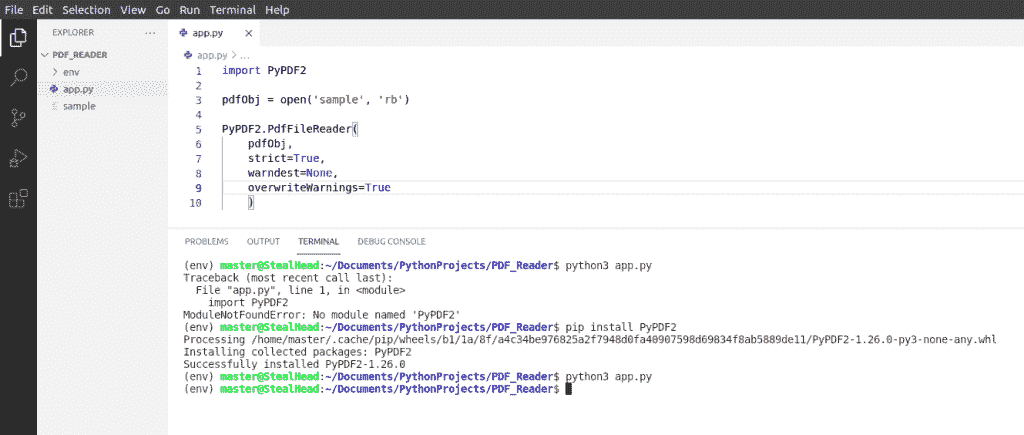 File Edit Selection View Go Run Terminal Help
EXPLORER ...
PDF_READER
env
app.py
sample
app.py ×
app.py > ...
1 import PyPDF2
2
3 pdfObj = open('sample', 'rb')
4
5 PyPDF2.PdfFileReader(
6     pdfObj,
7     strict=True,
8     warndest=None,
9     overwriteWarnings=True
10     )
PROBLEMS OUTPUT TERMINAL DEBUG CONSOLE
(env) master@StealHead:~/Documents/PythonProjects/PDF_Reader$ python3 app.py
Traceback (most recent call last):
  File "app.py", line 1, in <module>
    import PyPDF2
ModuleNotFoundError: No module named 'PyPDF2'
(env) master@StealHead:~/Documents/PythonProjects/PDF_Reader$ pip install PyPDF2
Processing /home/master/.cache/pip/wheels/b1/1a/8f/a4c34be976825a2f7948d0fa40907598d69834f8ab5889de11/PyPDF2-1.26.0-py3-none-any.whl
Installing collected packages: PyPDF2
Successfully installed PyPDF2-1.26.0
(env) master@StealHead:~/Documents/PythonProjects/PDF_Reader$ python3 app.py
(env) master@StealHead:~/Documents/PythonProjects/PDF_Reader$